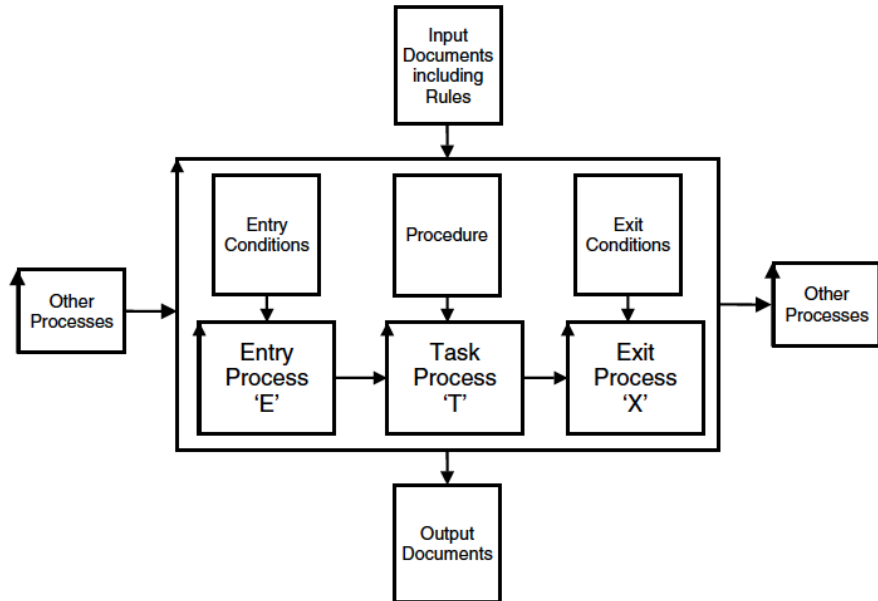 Input
Documents
including
Rules
Entry
Conditions
Procedure
Exit
Conditions
Other
Processes
Entry
Process
‘E’
Task
Process
‘T’
Exit
Process
‘X’
Other
Processes
Output
Documents